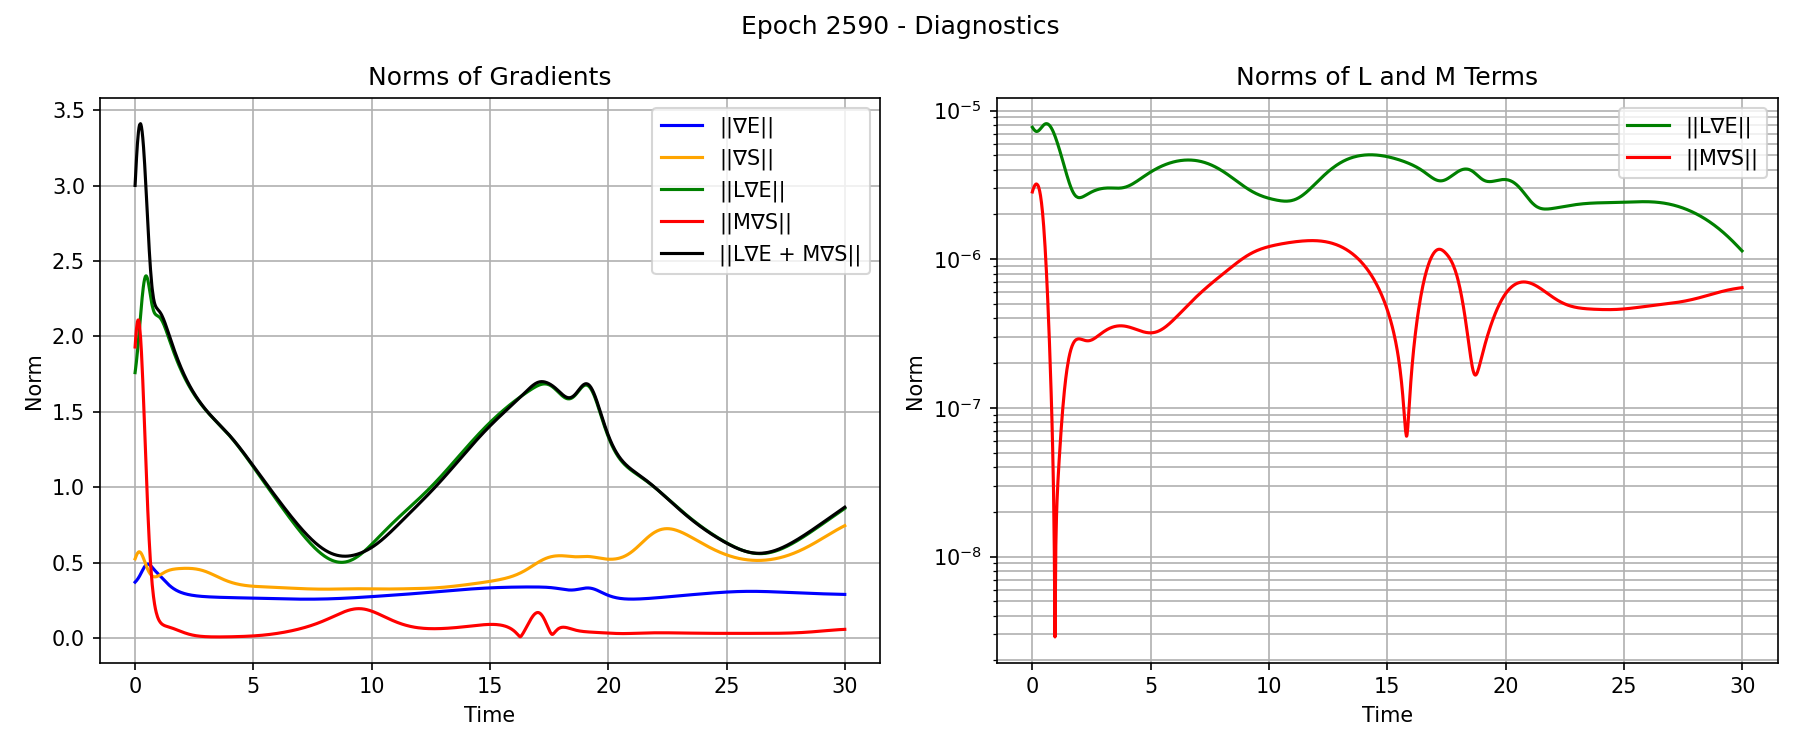 Epoch 2590 - Diagnostics
Norms of Gradients
3.5
3.0
2.5
2.0
1.5
1.0
0.5
0.0
Norm
||∇E||
||∇S||
||L∇E||
||M∇S||
||L∇E + M∇S||
0 5 10 15 20 25 30
Time
Norms of L and M Terms
10⁻⁵
10⁻⁶
10⁻⁷
10⁻⁸
Norm
||L∇E||
||M∇S||
0 5 10 15 20 25 30
Time